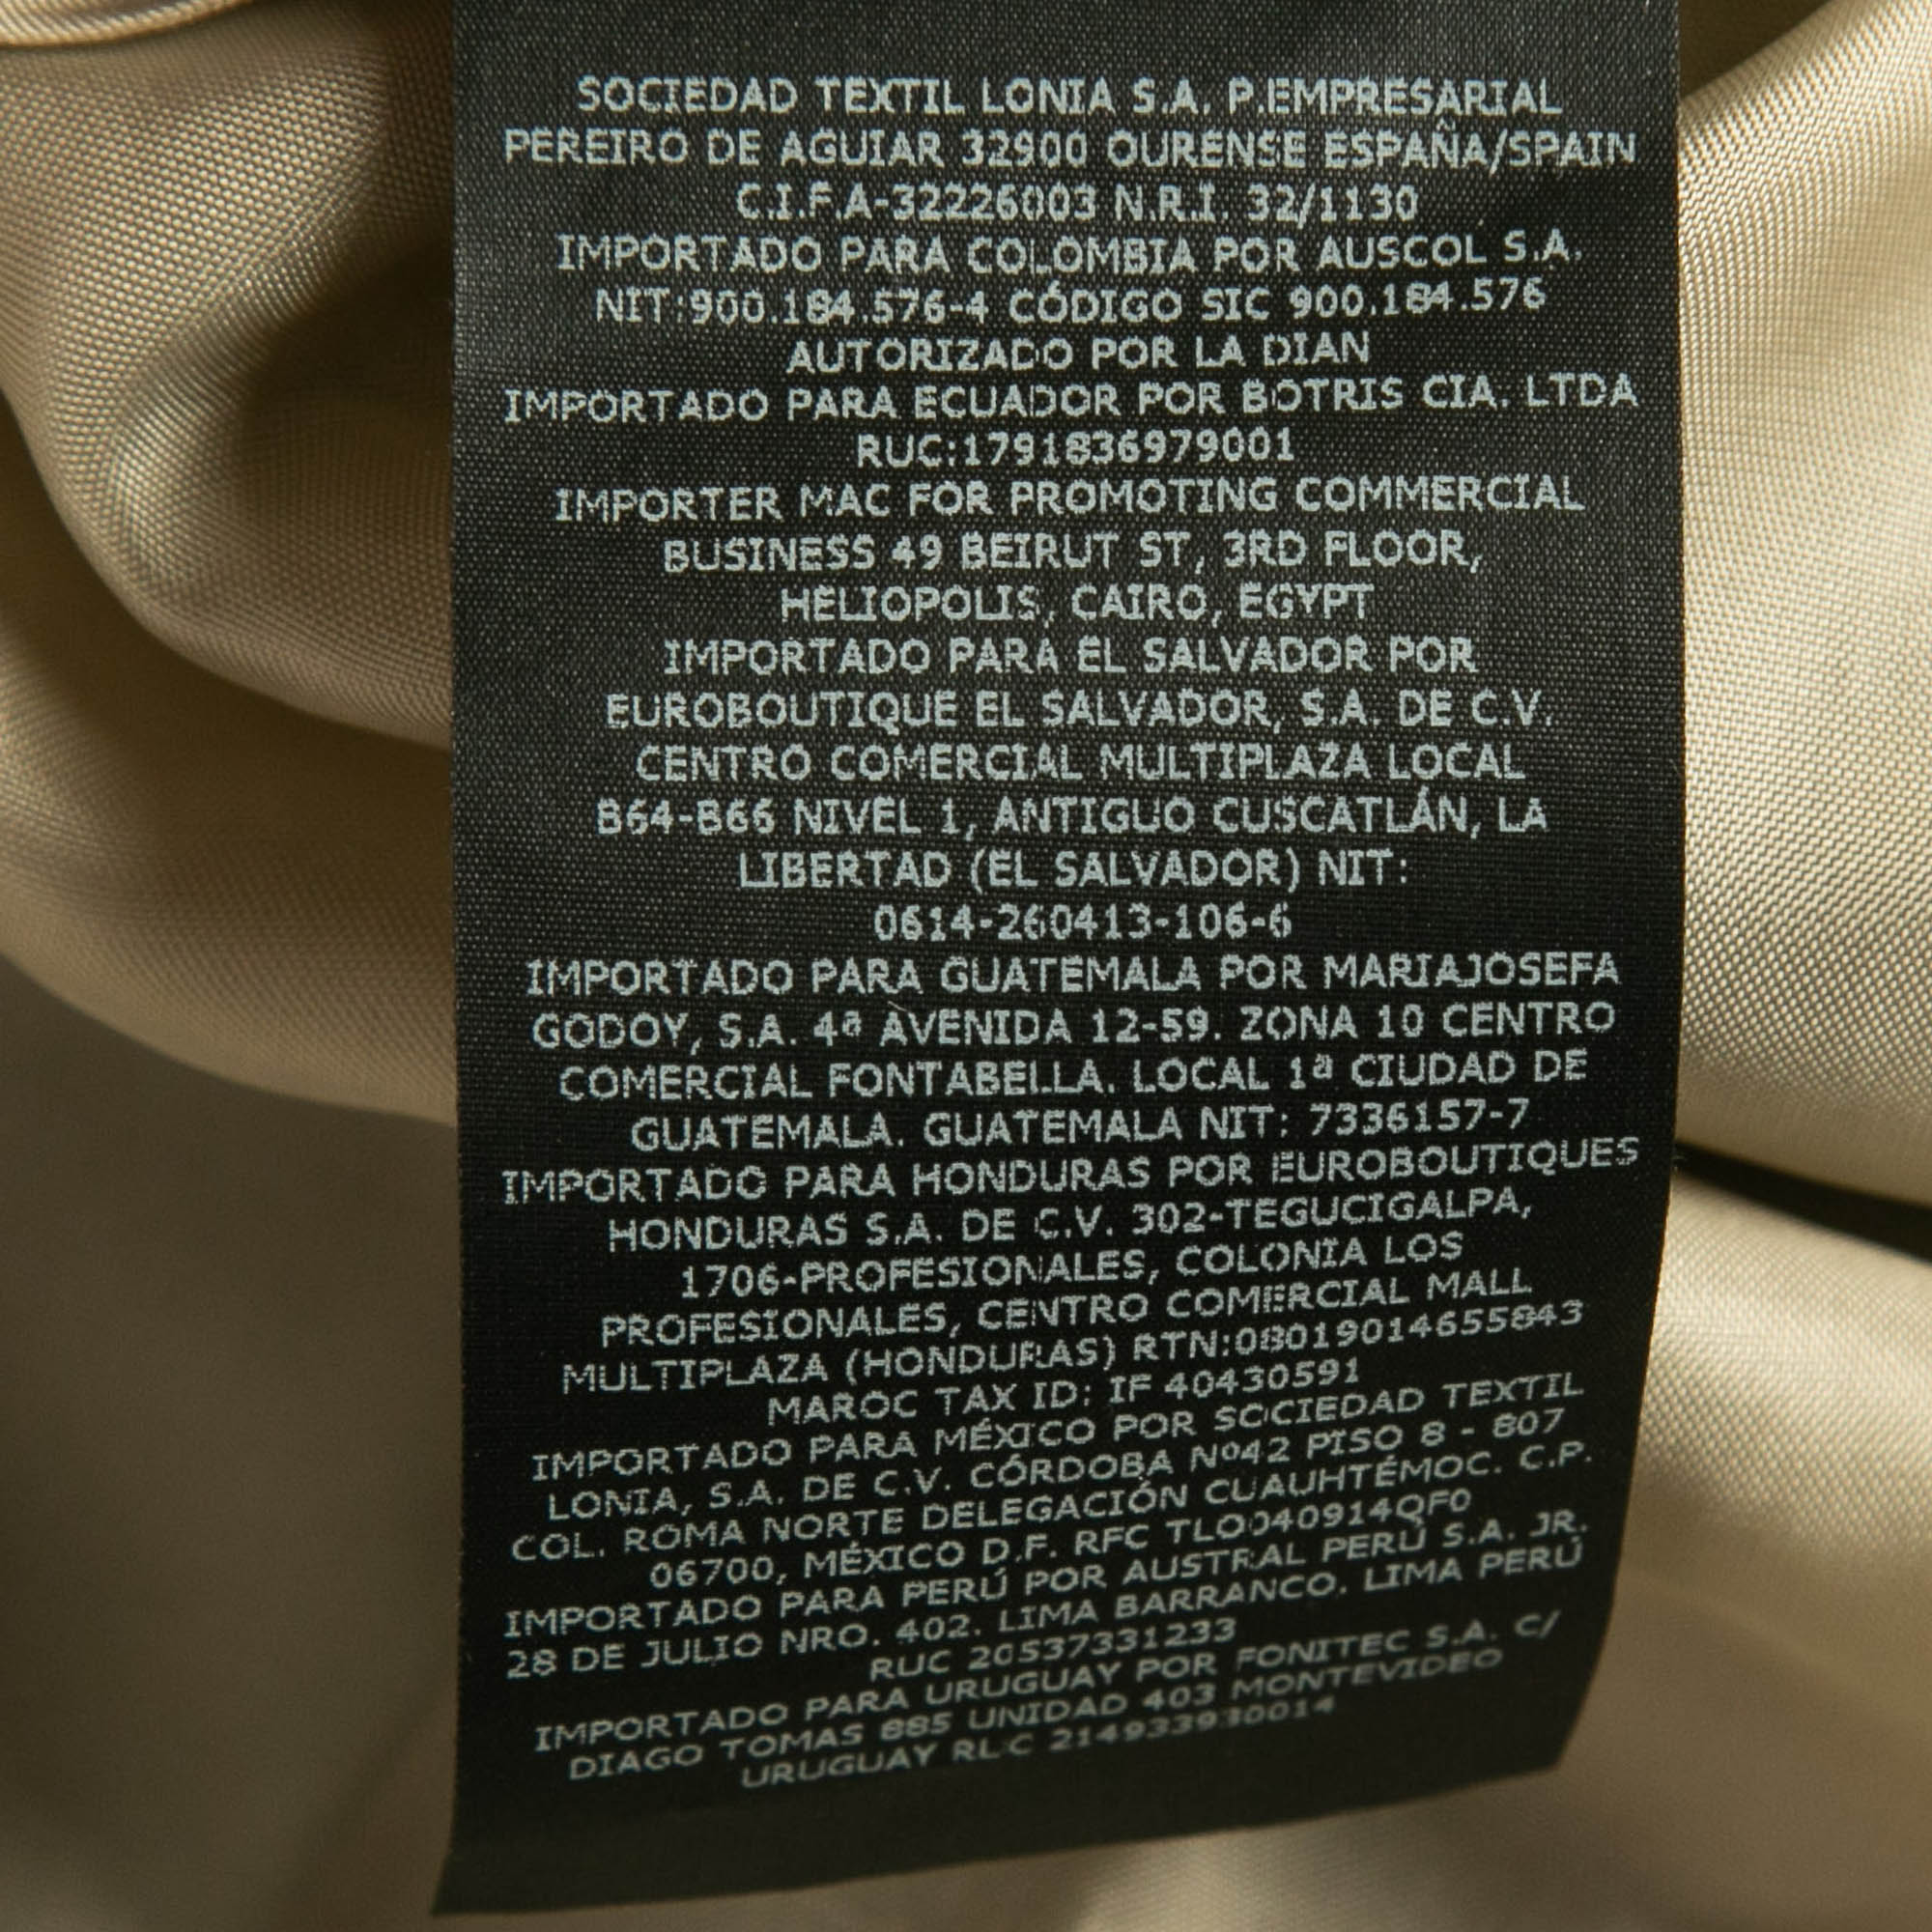 SOCIEDAD TEXTIL LONIA S.A. P.EMPRESARIAL
PEREIRO DE AGUIAR 32900 OURENSE ESPAÑA/SPAIN
C.I.F.A-32226003 N.R.I. 32/1130
IMPORTADO PARA COLOMBIA POR AUSCOL S.A.
NIT:900.184.576-4 CÓDIGO SIC 900.184.576
AUTORIZADO POR LA DIAN
IMPORTADO PARA ECUADOR POR BOTRIS CIA. LTDA
RUC:1791836979001
IMPORTER MAC FOR PROMOTING COMMERCIAL
BUSINESS 49 BEIRUT ST, 3RD FLOOR,
HELIOPOLIS, CAIRO, EGYPT
IMPORTADO PARA EL SALVADOR POR
EUROBOUTIQUE EL SALVADOR, S.A. DE C.V.
CENTRO COMERCIAL MULTIPLAZA LOCAL
B64-B66 NIVEL 1, ANTIGUO CUSCATLÁN, LA
LIBERTAD (EL SALVADOR) NIT:
0614-260413-106-6
IMPORTADO PARA GUATEMALA POR MARIAJOSEFA
GODOY, S.A. 4ª AVENIDA 12-59. ZONA 10 CENTRO
COMERCIAL FONTABELLA. LOCAL 1ª CIUDAD DE
GUATEMALA. GUATEMALA NIT: 7336157-7
IMPORTADO PARA HONDURAS POR EUROBOUTIQUES
HONDURAS S.A. DE C.V. 302-TEGUCIGALPA,
1706-PROFESIONALES, COLONIA LOS
PROFESIONALES, CENTRO COMERCIAL MALL
MULTIPLAZA (HONDURAS) RTN:08019014655843
MAROC TAX ID: IF 40430591
IMPORTADO PARA MÉXICO POR SOCIEDAD TEXTIL
LONIA, S.A. DE C.V. CÓRDOBA Nº42 PISO 8 - 807
COL. ROMA NORTE DELEGACIÓN CUAUHTÉMOC. C.P.
06700, MÉXICO D.F. RFC TLO040914QF0
IMPORTADO PARA PERÚ POR AUSTRAL PERÚ S.A. JR.
28 DE JULIO NRO. 402. LIMA BARRANCO. LIMA PERÚ
RUC 20537331233
IMPORTADO PARA URUGUAY POR FONITEC S.A. C/
DIAGO TOMAS 885 UNIDAD 403 MONTEVIDEO
URUGUAY RUC 214933930014